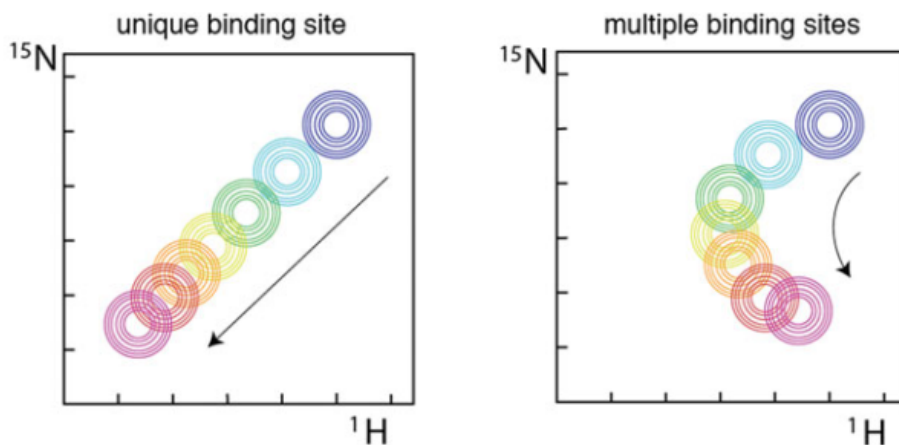 unique binding site
15N
1H
multiple binding sites
15N
1H